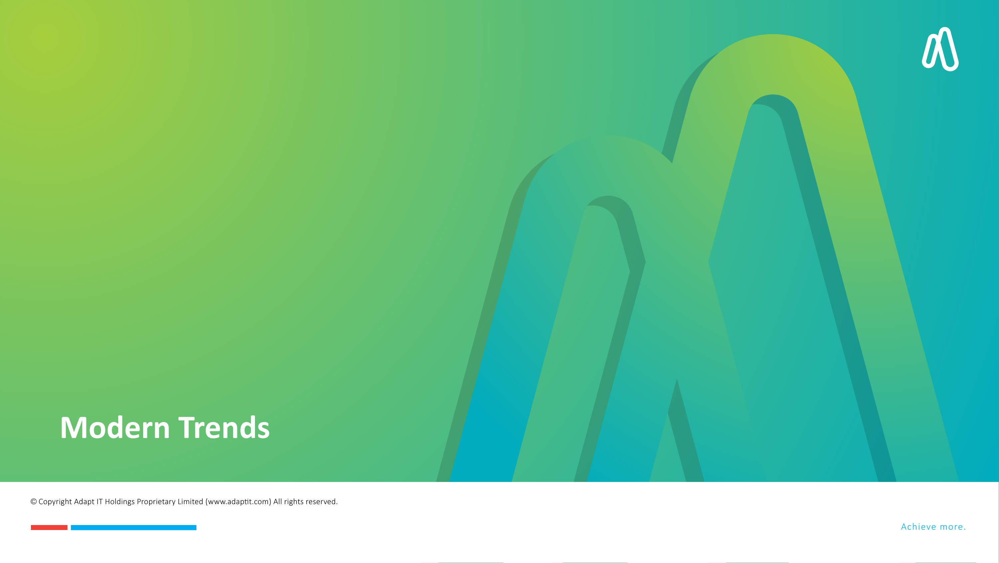 Modern Trends
© Copyright Adapt IT Holdings Proprietary Limited (www.adaptit.com) All rights reserved.
Achieve more.